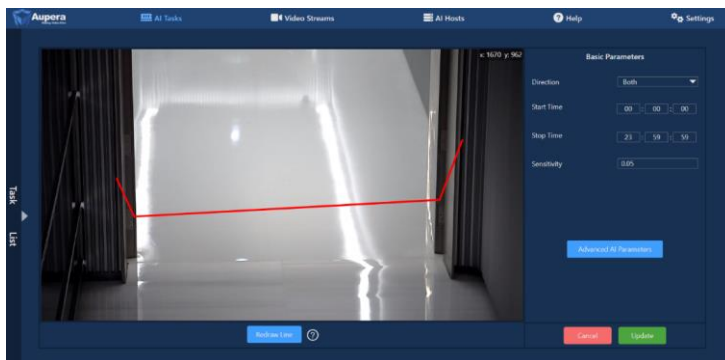 Aupera
AI Tasks
Video Streams
AI Hosts
Help
Settings
x: 1670 y: 962
Basic Parameters
Direction
Both
Start Time
00 : 00 : 00
Stop Time
23 : 59 : 59
Sensitivity
0.05
Task List
Advanced AI Parameters
Redraw Line
?
Cancel
Update